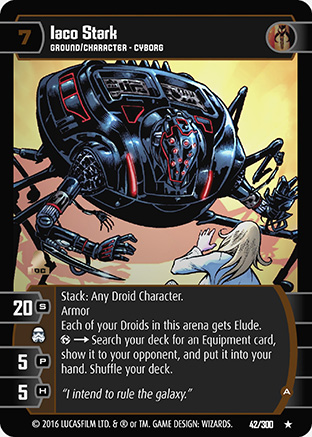 7
Iaco Stark
GROUND/CHARACTER - CYBORG
20 S
5 P
5 H
Stack: Any Droid Character.
Armor
Each of your Droids in this arena gets Elude.
→ Search your deck for an Equipment card,
show it to your opponent, and put it into your
hand. Shuffle your deck.
“I intend to rule the galaxy.”
A
© 2016 LUCASFILM LTD. & ® or TM. GAME DESIGN: WIZARDS.
42/300 ★